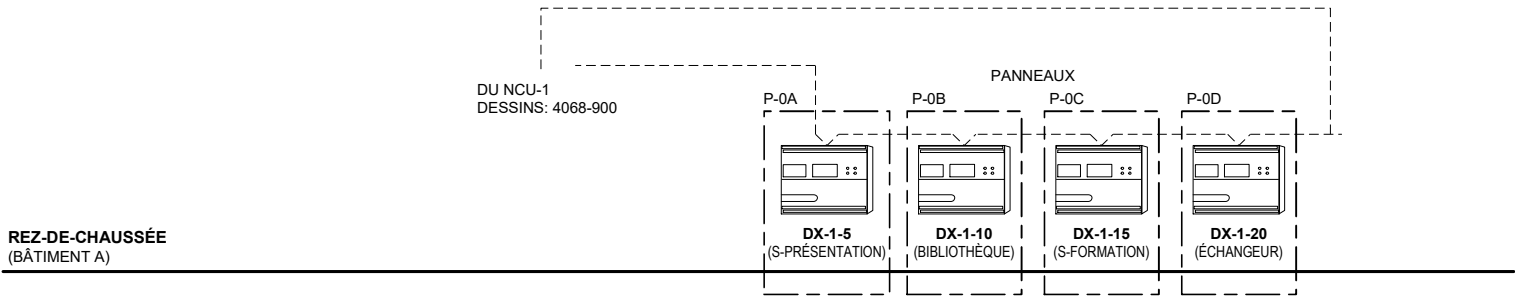 DU NCU-1
DESSINS: 4068-900
PANNEAUX
P-0A
P-0B
P-0C
P-0D
DX-1-5
(S-PRÉSENTATION)
DX-1-10
(BIBLIOTHÈQUE)
DX-1-15
(S-FORMATION)
DX-1-20
(ÉCHANGEUR)
REZ-DE-CHAUSSÉE
(BÂTIMENT A)